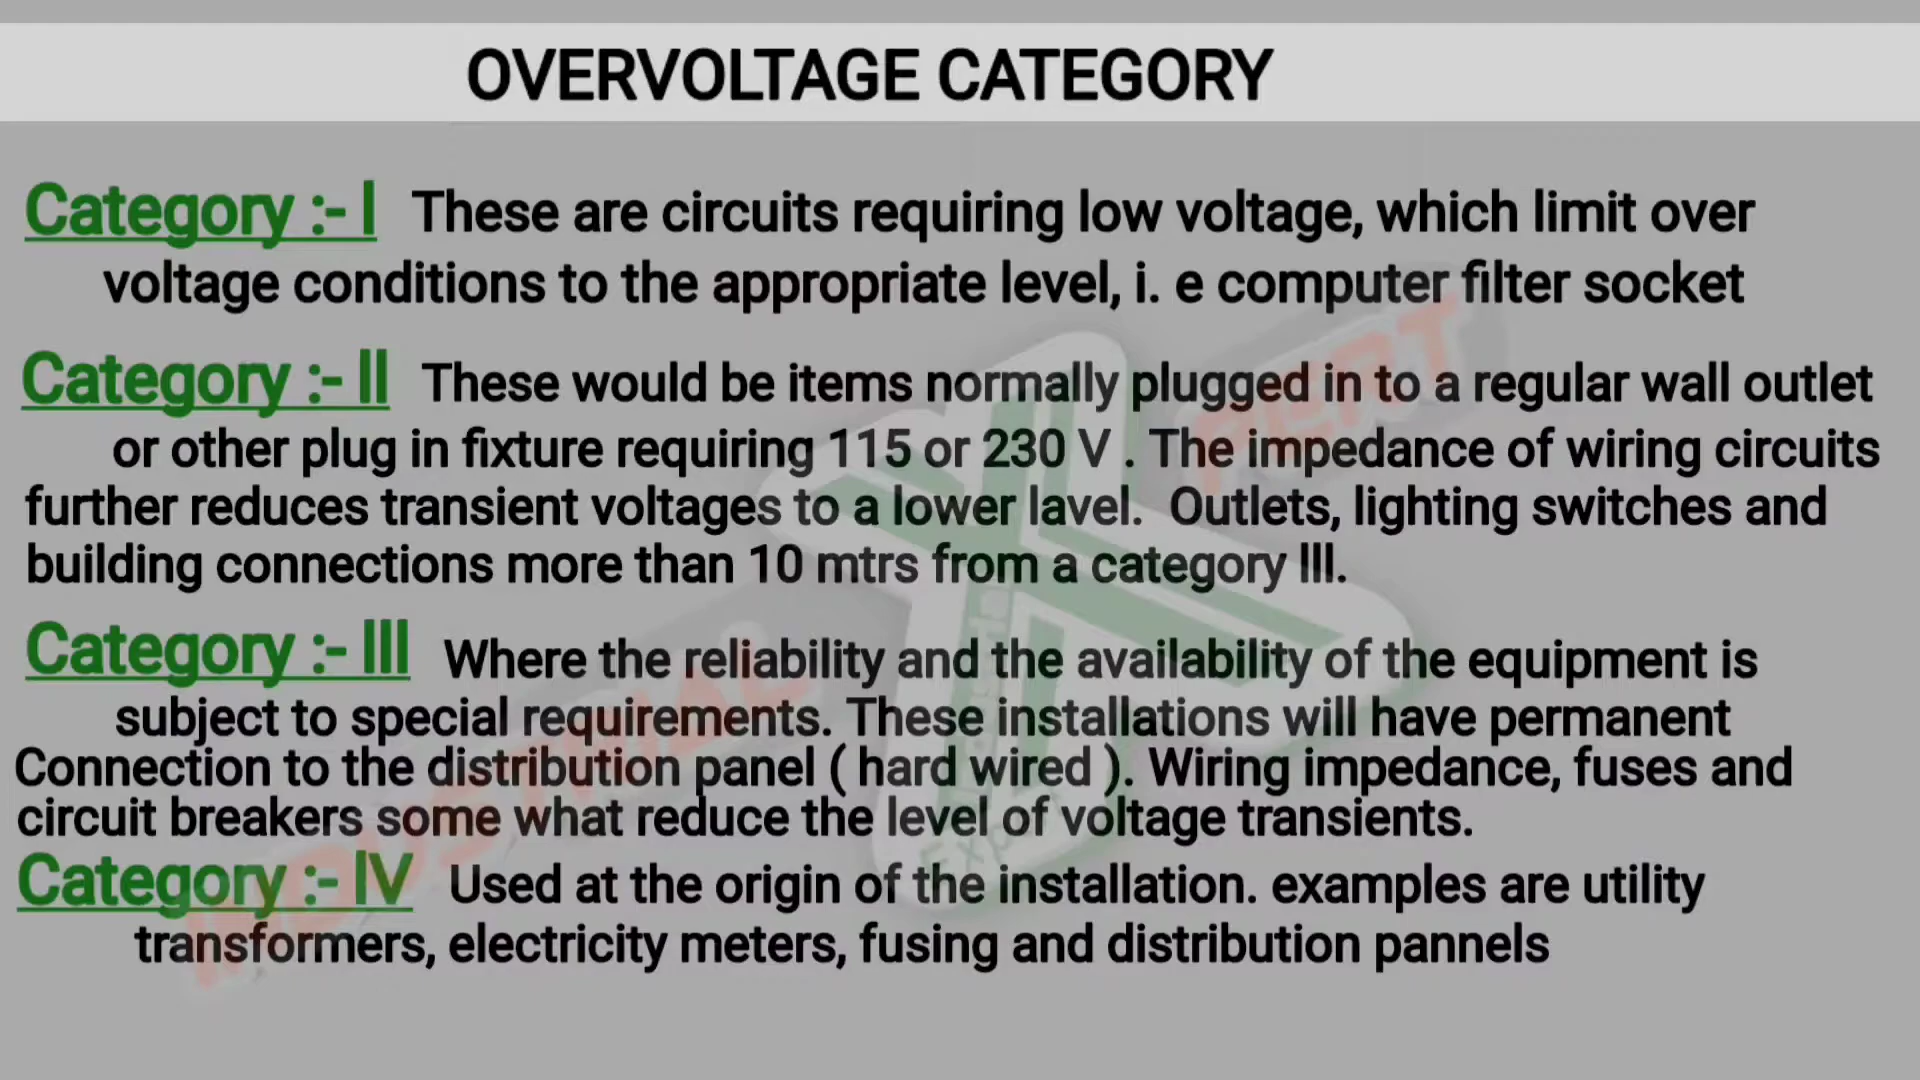 OVERVOLTAGE CATEGORY
Category :- I These are circuits requiring low voltage, which limit over
voltage conditions to the appropriate level, i. e computer filter socket
Category :- II These would be items normally plugged in to a regular wall outlet
or other plug in fixture requiring 115 or 230 V . The impedance of wiring circuits
further reduces transient voltages to a lower lavel. Outlets, lighting switches and
building connections more than 10 mtrs from a category III.
Category :- III Where the reliability and the availability of the equipment is
subject to special requirements. These installations will have permanent
Connection to the distribution panel ( hard wired ). Wiring impedance, fuses and
circuit breakers some what reduce the level of voltage transients.
Category :- IV Used at the origin of the installation. examples are utility
transformers, electricity meters, fusing and distribution pannels
INDUSTRIAL